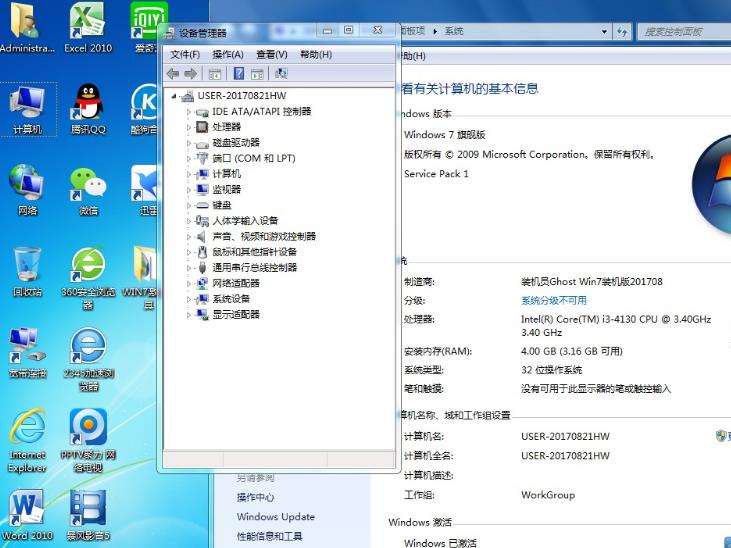 Administra...
Excel 2010
爱奇
计算机
腾讯QQ
酷狗音
网络
微信
迅雷
回收站
360安全浏览
器
WIN7激
具
宽带连接
2345加速浏
览器
Internet
Explorer
PPTV聚力 网
络电视
Word 2010
暴风影音5
设备管理器
文件(F) 操作(A) 查看(V) 帮助(H)
USER-20170821HW
IDE ATA/ATAPI 控制器
处理器
磁盘驱动器
端口 (COM 和 LPT)
计算机
监视器
键盘
人体学输入设备
声音、视频和游戏控制器
鼠标和其他指针设备
通用串行总线控制器
网络适配器
系统设备
显示适配器
面板项 系统
搜索控制面板
助(H)
看有关计算机的基本信息
ndows 版本
Windows 7 旗舰版
版权所有 © 2009 Microsoft Corporation。保留所有权利。
Service Pack 1
统
制造商: 装机员Ghost Win7装机版201708
分级: 系统分级不可用
处理器: Intel(R) Core(TM) i3-4130 CPU @ 3.40GHz
3.40 GHz
安装内存(RAM): 4.00 GB (3.16 GB 可用)
系统类型: 32 位操作系统
笔和触摸: 没有可用于此显示器的笔或触控输入
算机名称、域和工作组设置
计算机名: USER-20170821HW
计算机全名: USER-20170821HW
计算机描述:
工作组: WorkGroup
Windows 激活
Windows 已激活
另请参阅
操作中心
Windows Update
性能信息和工具